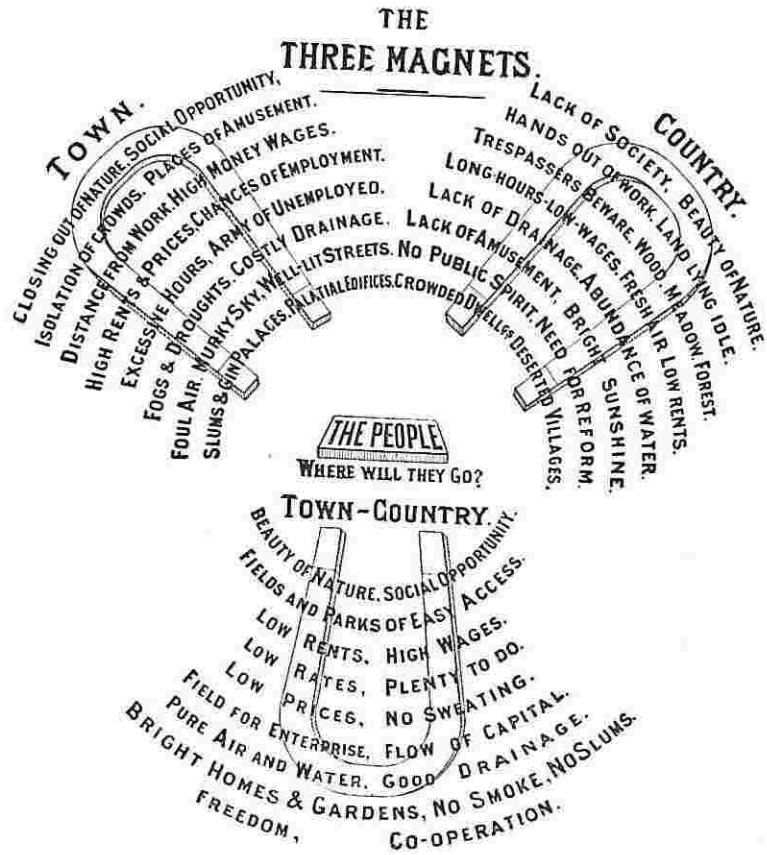 THE
THREE MAGNETS.
TOWN.
CLOSING OUT OF NATURE. SOCIAL OPPORTUNITY.
ISOLATION OF CROWDS. PLACES OF AMUSEMENT.
DISTANCE FROM WORK. HIGH MONEY WAGES.
HIGH RENTS & PRICES. CHANCES OF EMPLOYMENT.
EXCESSIVE HOURS. ARMY OF UNEMPLOYED.
FOGS & DROUGHTS. COSTLY DRAINAGE.
FOUL AIR. MURKY SKY. WELL-LIT STREETS.
SLUMS & GIN PALACES. PALATIAL EDIFICES.
COUNTRY.
LACK OF SOCIETY. BEAUTY OF NATURE.
HANDS OUT OF WORK. LAND LYING IDLE.
TRESPASSERS BEWARE. WOOD, MEADOW, FOREST.
LONG-HOURS-LOW-WAGES. FRESH AIR LOW RENTS.
LACK OF DRAINAGE. ABUNDANCE OF WATER.
LACK OF AMUSEMENT. BRIGHT SUNSHINE.
NO PUBLIC SPIRIT. NEED FOR REFORM.
CROWDED DWELLGS DESERTED VILLAGES.
THE PEOPLE
WHERE WILL THEY GO?
TOWN-COUNTRY.
BEAUTY OF NATURE, SOCIAL OPPORTUNITY.
FIELDS AND PARKS OF EASY ACCESS.
LOW RENTS, HIGH WAGES.
LOW RATES, PLENTY TO DO.
LOW PRICES, NO SWEATING.
FIELD FOR ENTERPRISE, FLOW OF CAPITAL.
PURE AIR AND WATER, GOOD DRAINAGE.
BRIGHT HOMES & GARDENS, NO SMOKE, NO SLUMS.
FREEDOM, CO-OPERATION.